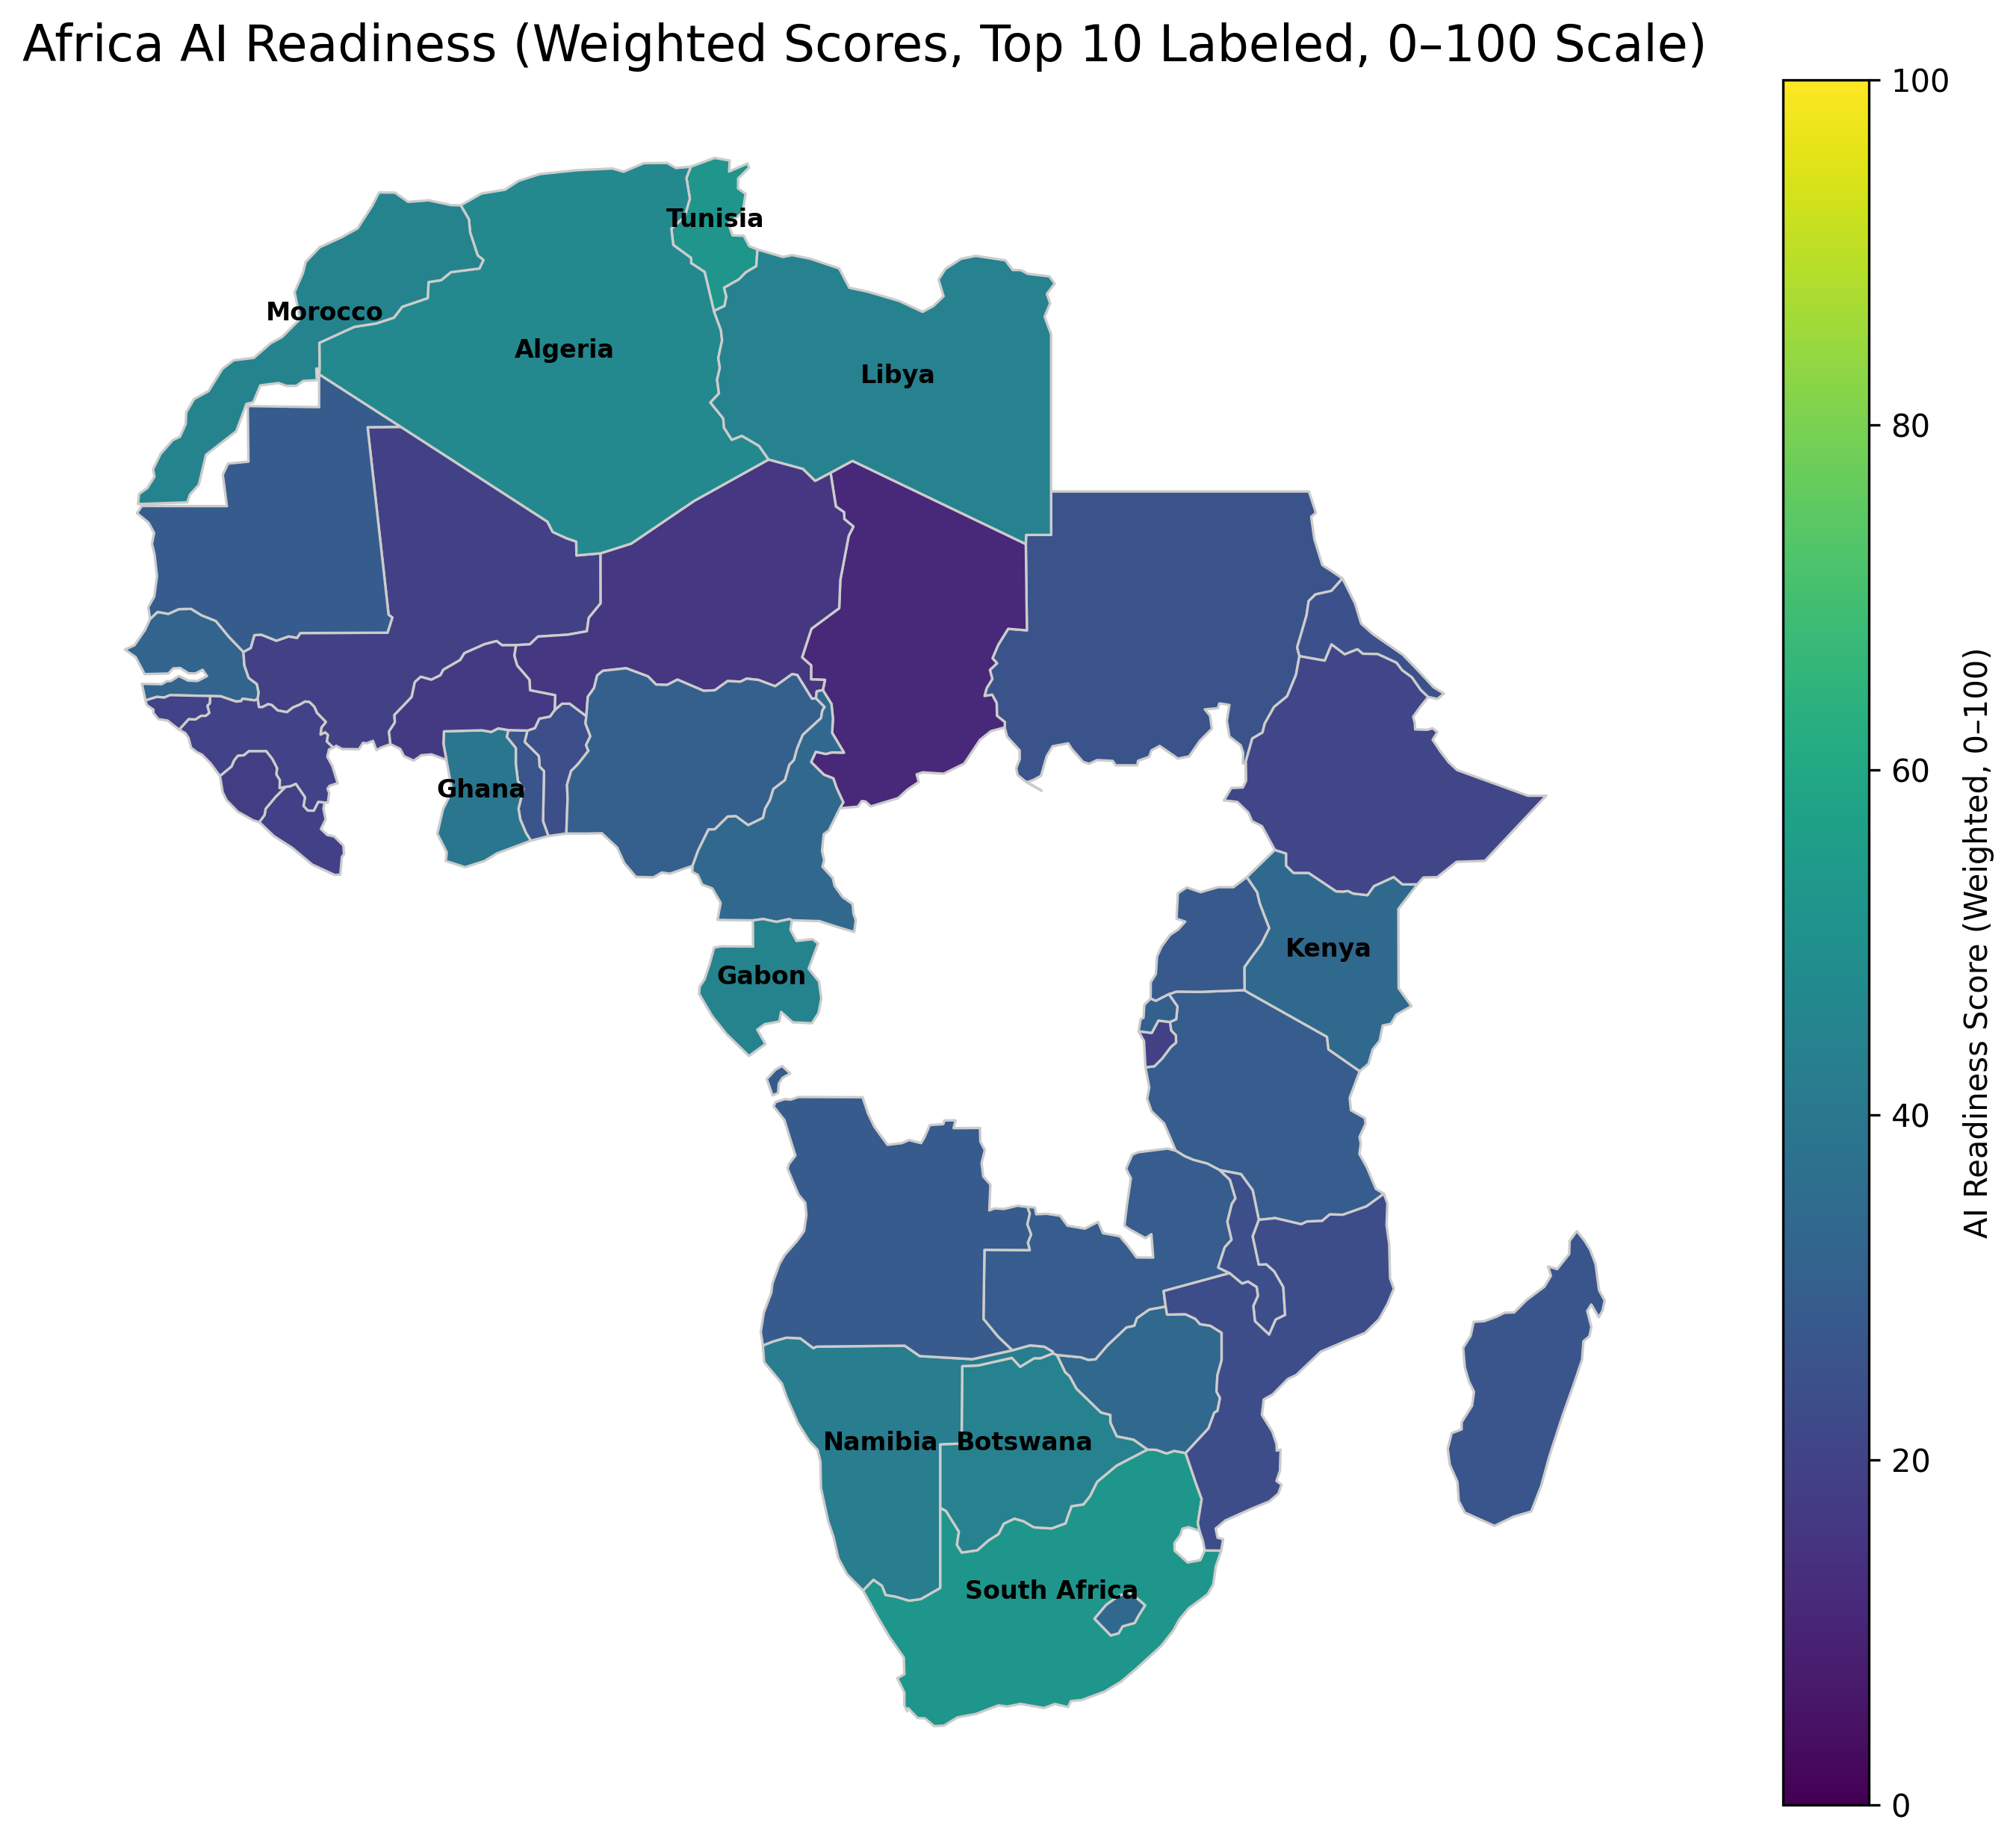 Africa AI Readiness (Weighted Scores, Top 10 Labeled, 0–100 Scale)
Tunisia
Morocco
Algeria
Libya
Ghana
Gabon
Kenya
Namibia
Botswana
South Africa
100
80
60
40
20
0
AI Readiness Score (Weighted, 0–100)